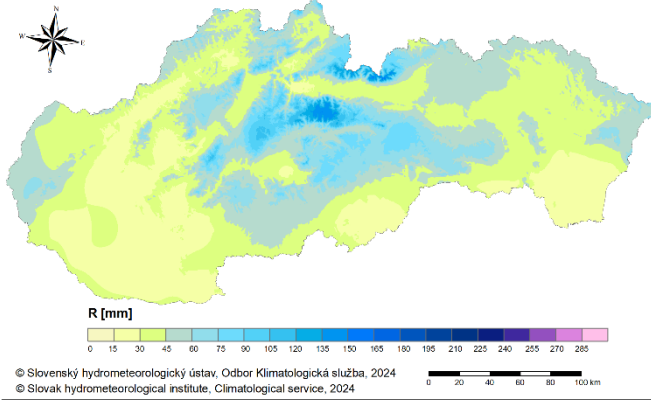 N
W E
S
R [mm]
0 15 30 45 60 75 90 105 120 135 150 165 180 195 210 225 240 255 270 285
© Slovenský hydrometeorologický ústav, Odbor Klimatologická služba, 2024
© Slovak hydrometeorological institute, Climatological service, 2024
0 20 40 60 80 100 km